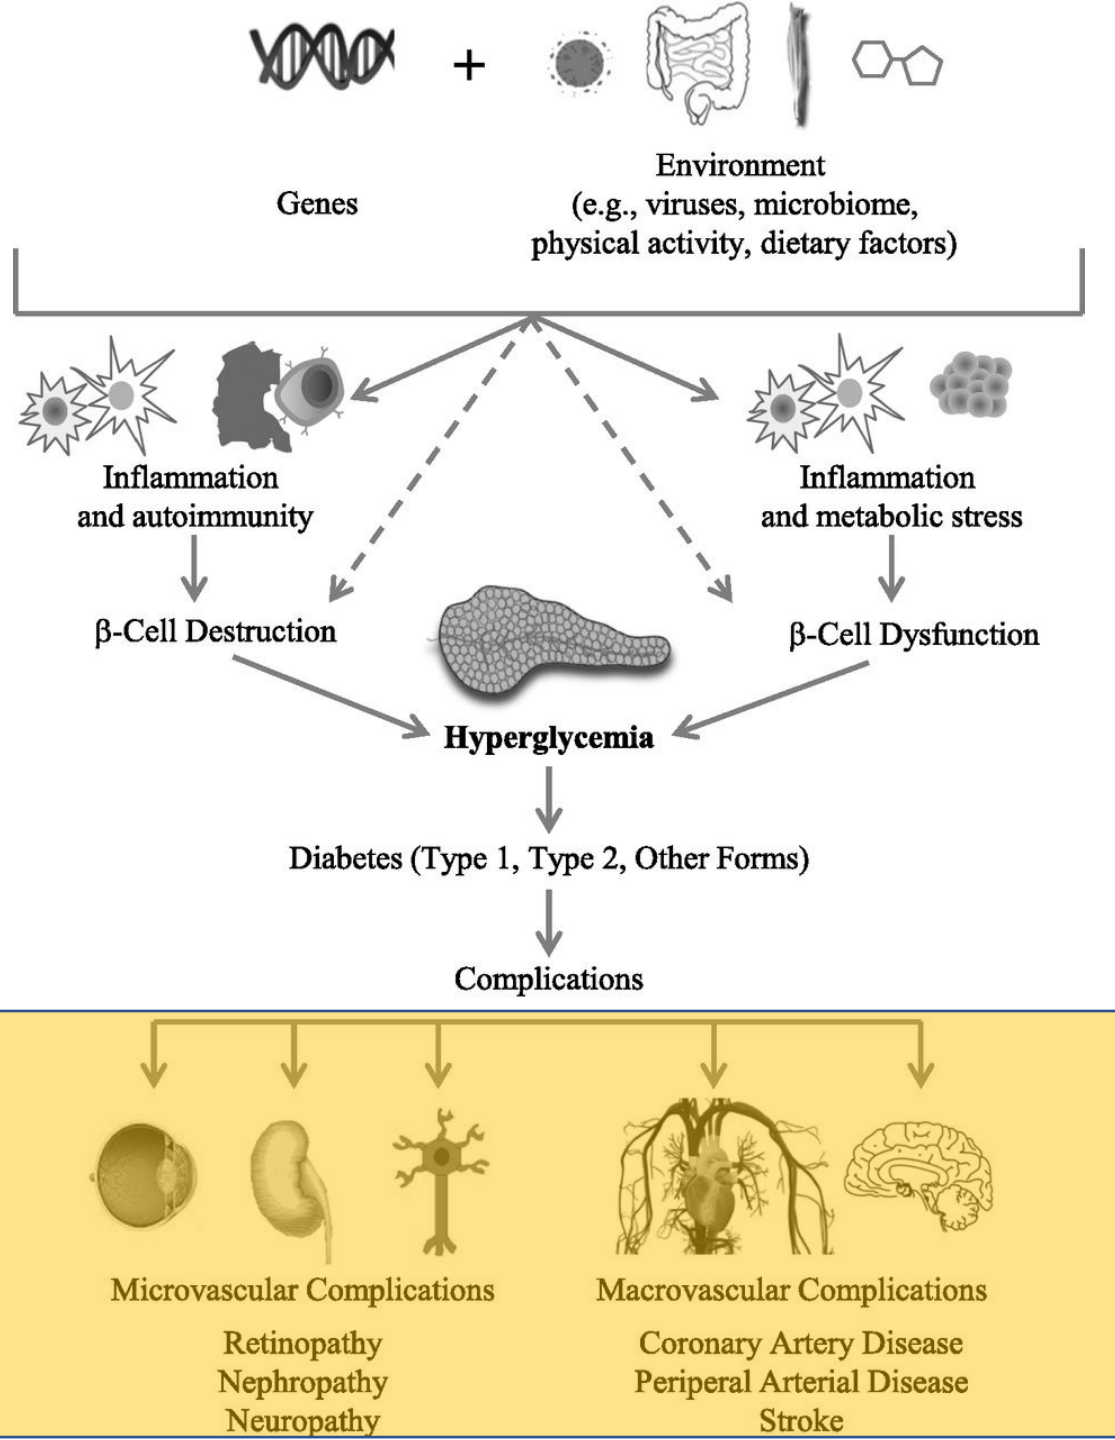 +
Genes
Environment
(e.g., viruses, microbiome,
physical activity, dietary factors)
Inflammation
and autoimmunity
Inflammation
and metabolic stress
β-Cell Destruction
β-Cell Dysfunction
Hyperglycemia
Diabetes (Type 1, Type 2, Other Forms)
Complications
Microvascular Complications
Retinopathy
Nephropathy
Neuropathy
Macrovascular Complications
Coronary Artery Disease
Periperal Arterial Disease
Stroke